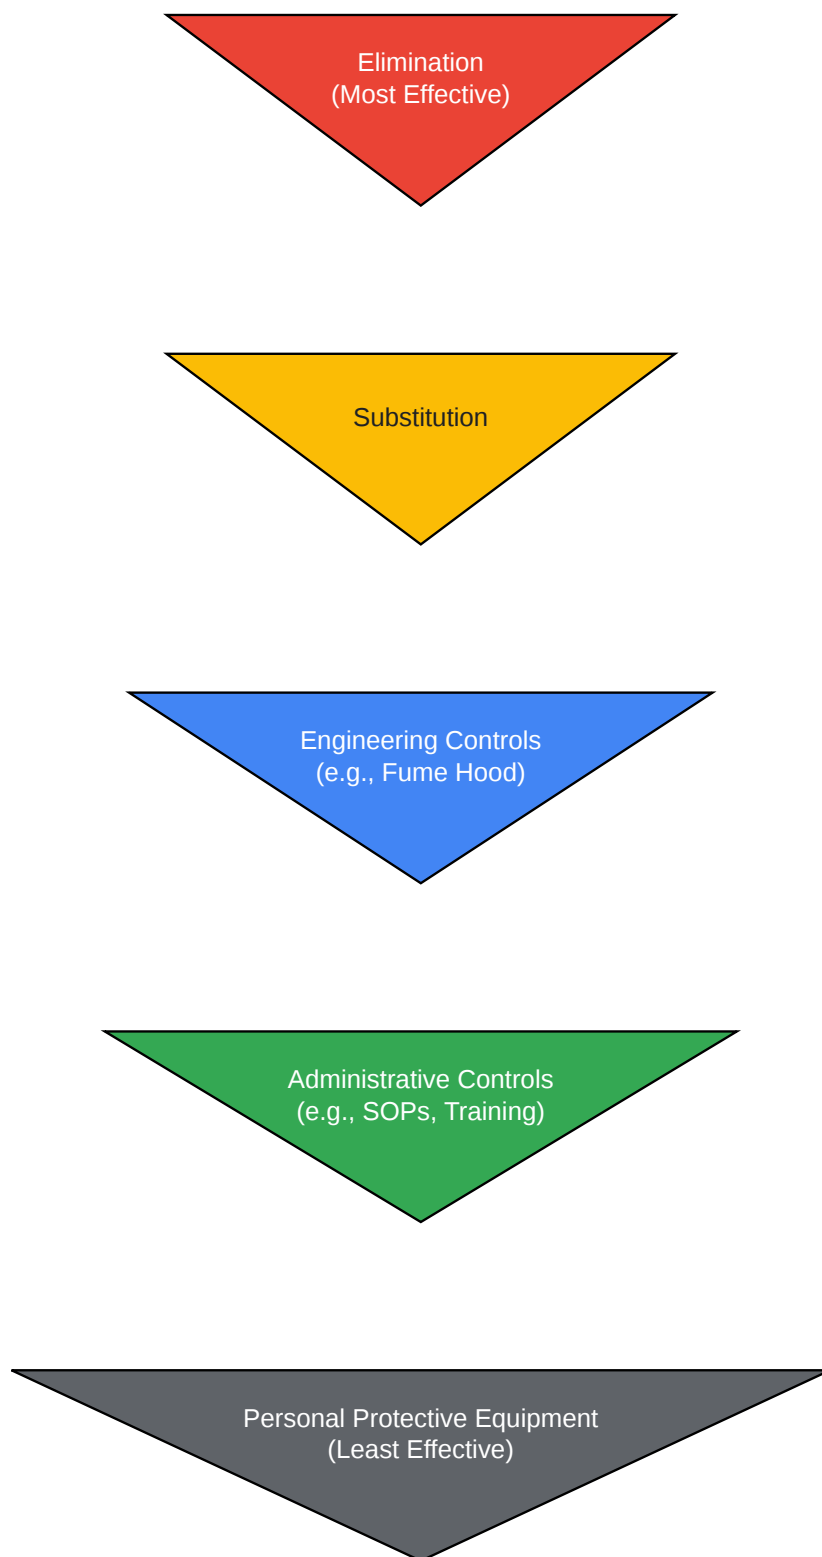 Elimination
(Most Effective)
Substitution
Engineering Controls
(e.g., Fume Hood)
Administrative Controls
(e.g., SOPs, Training)
Personal Protective Equipment
(Least Effective)